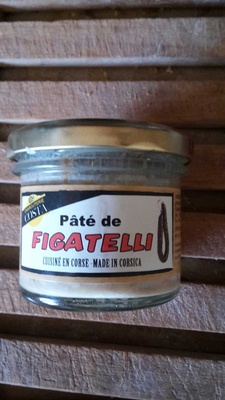 COSTA
Pâté de
FIGATELLI
CUISINÉ EN CORSE - MADE IN CORSICA